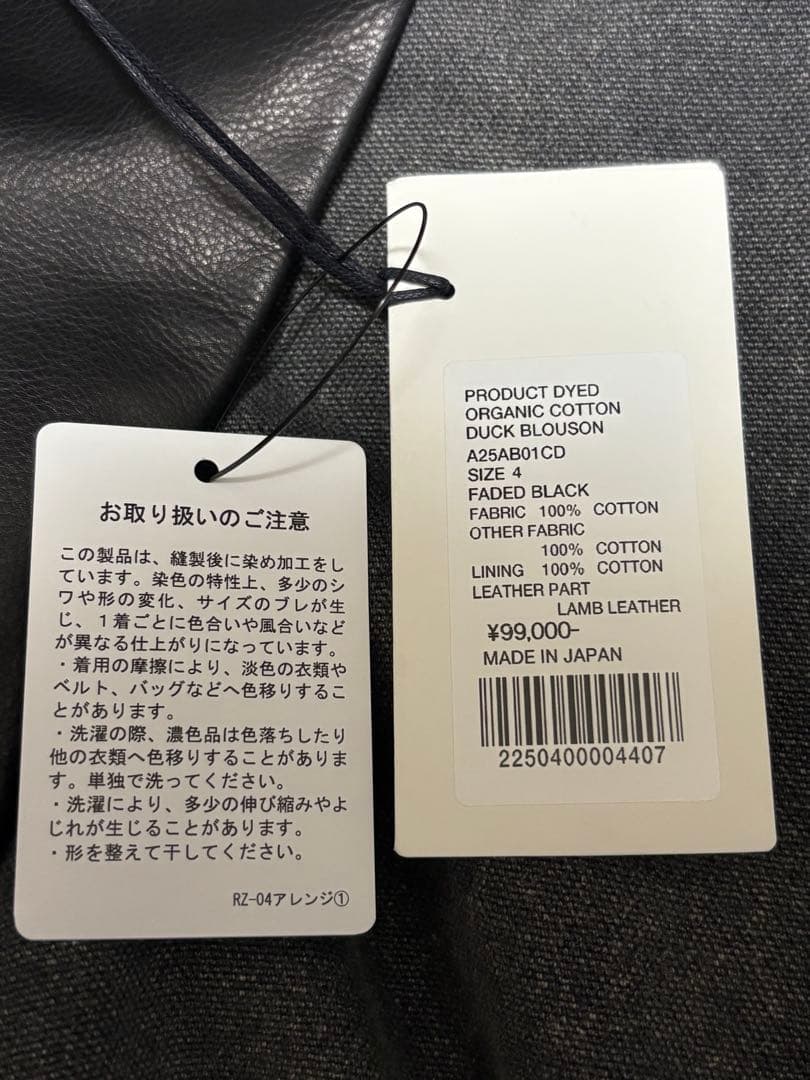 お取り扱いのご注意
この製品は、縫製後に染め加工をし
ています。染色の特性上、多少のシ
ワや形の変化、サイズのブレが生
じ、１着ごとに色合いや風合いなど
が異なる仕上がりになっています。
・着用の摩擦により、淡色の衣類や
ベルト、バッグなどへ色移りするこ
とがあります。
・洗濯の際、濃色品は色落ちしたり
他の衣類へ色移りすることがありま
す。単独で洗ってください。
・洗濯により、多少の伸び縮みやよ
じれが生じることがあります。
・形を整えて干してください。
RZ-04アレンジ①
PRODUCT DYED
ORGANIC COTTON
DUCK BLOUSON
A25AB01CD
SIZE 4
FADED BLACK
FABRIC 100% COTTON
OTHER FABRIC
100% COTTON
LINING 100% COTTON
LEATHER PART
LAMB LEATHER
¥99,000-
MADE IN JAPAN
2250400004407